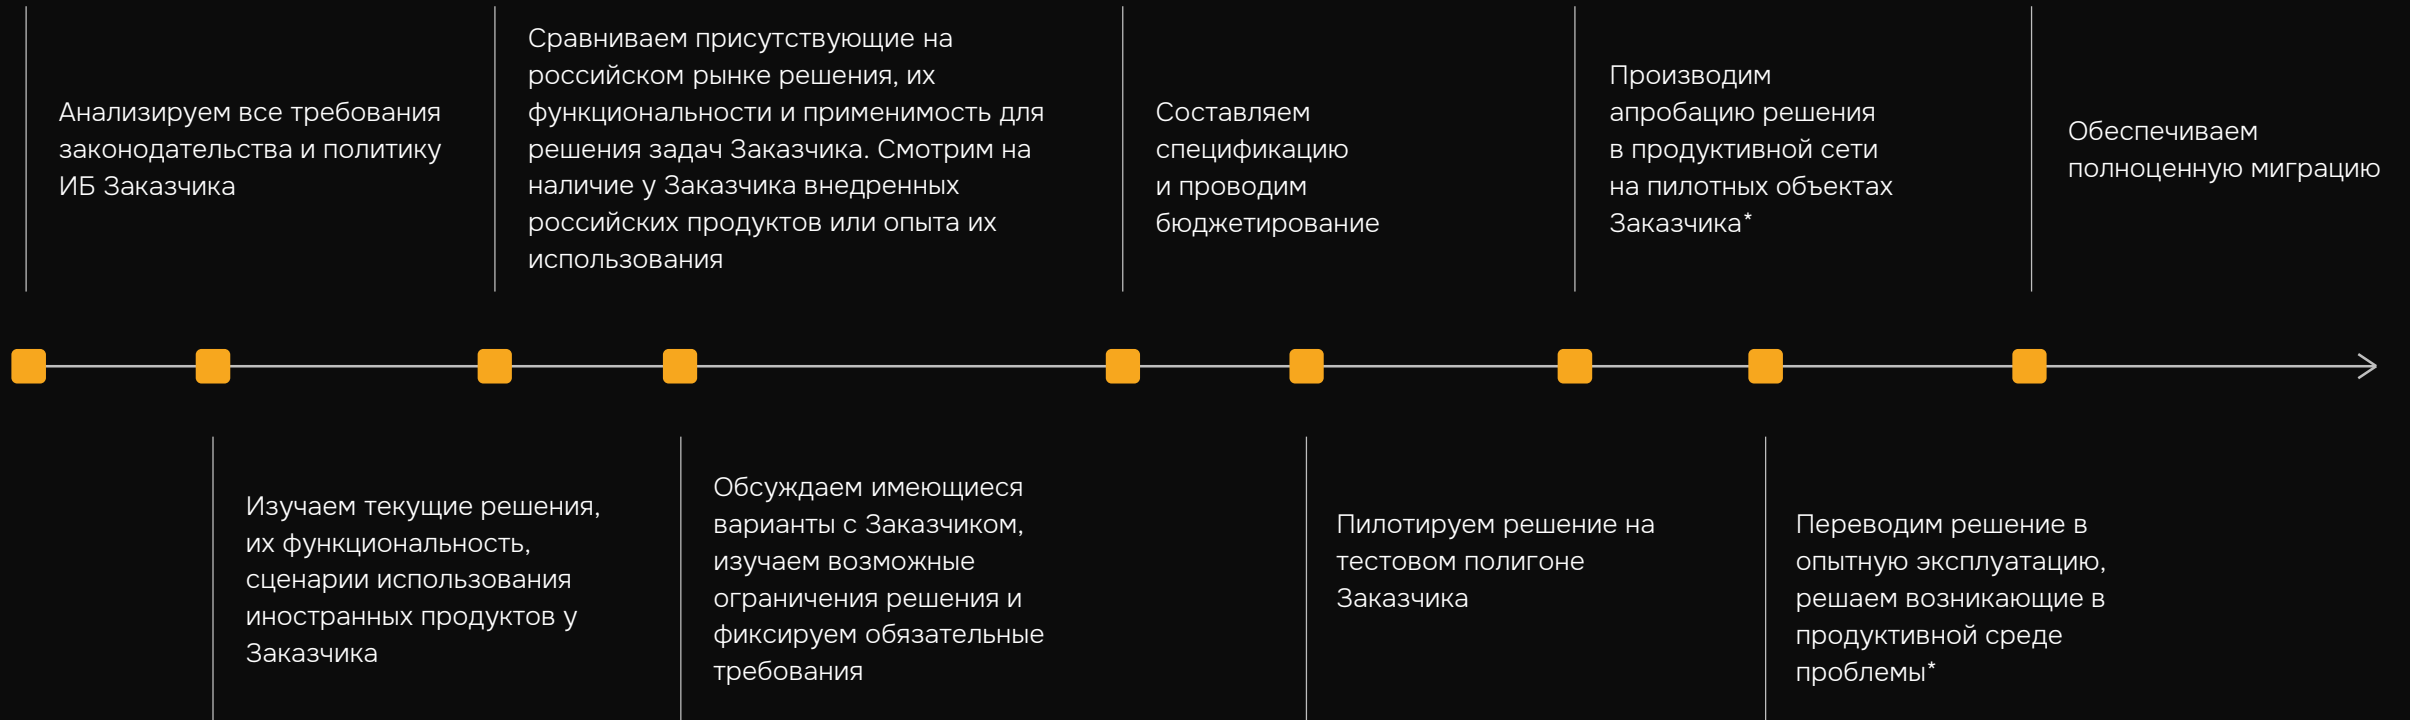 Анализируем все требования
законодательства и политику
ИБ Заказчика
Изучаем текущие решения,
их функциональность,
сценарии использования
иностранных продуктов у
Заказчика
Сравниваем присутствующие на
российском рынке решения, их
функциональности и применимость для
решения задач Заказчика. Смотрим на
наличие у Заказчика внедренных
российских продуктов или опыта их
использования
Обсуждаем имеющиеся
варианты с Заказчиком,
изучаем возможные
ограничения решения и
фиксируем обязательные
требования
Составляем
спецификацию
и проводим
бюджетирование
Пилотируем решение на
тестовом полигоне
Заказчика
Производим
апробацию решения
в продуктивной сети
на пилотных объектах
Заказчика*
Переводим решение в
опытную эксплуатацию,
решаем возникающие в
продуктивной среде
проблемы*
Обеспечиваем
полноценную миграцию